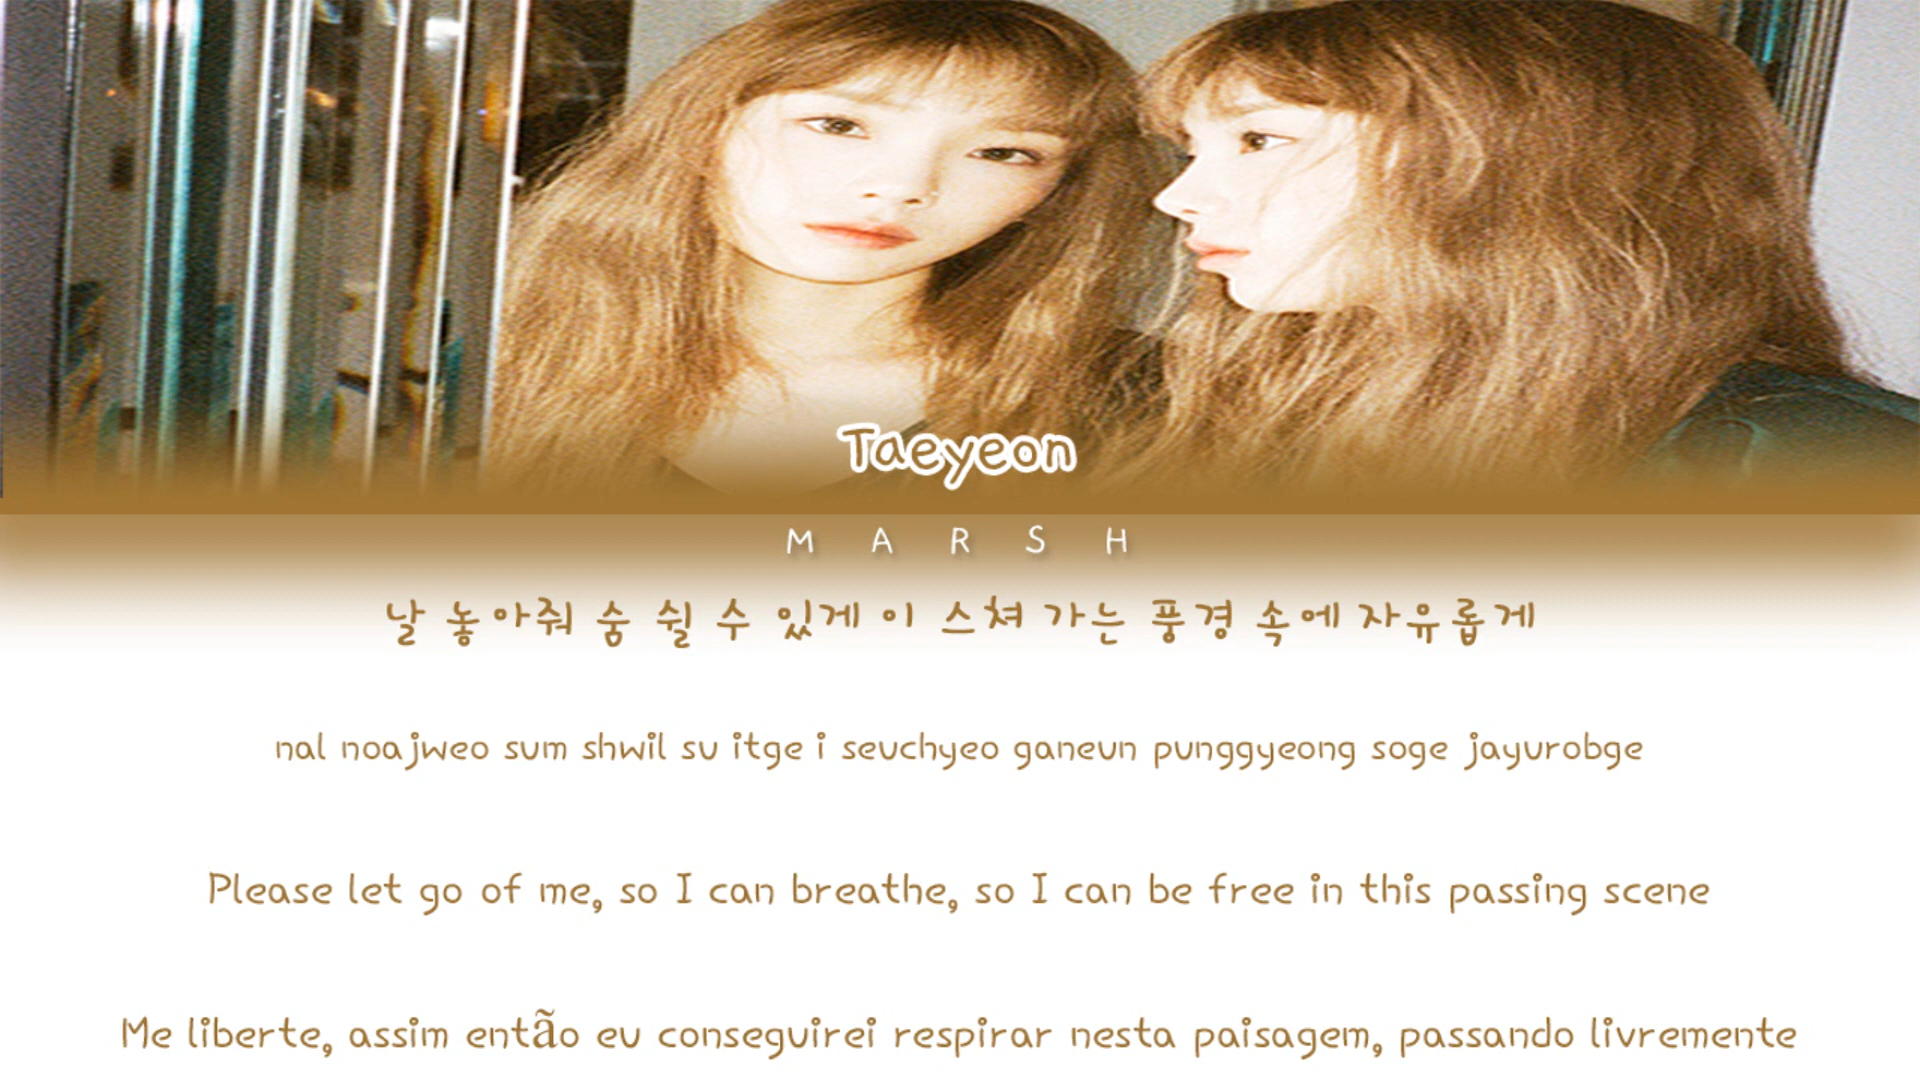 Taeyeon
MARSH
날 놓아줘 숨 쉴 수 있게 이 스쳐 가는 풍경 속에 자유롭게
nal noajweo sum shwil su itge i seuchyeo ganeun punggyeong soge jayurobge
Please let go of me, so I can breathe, so I can be free in this passing scene
Me liberte, assim então eu conseguirei respirar nesta paisagem, passando livremente